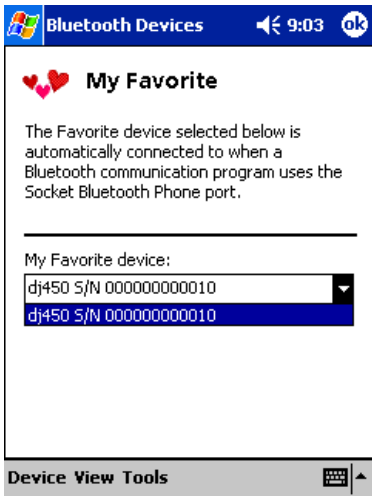 Bluetooth Devices 9:03 ok
My Favorite
The Favorite device selected below is
automatically connected to when a
Bluetooth communication program uses the
Socket Bluetooth Phone port.
My Favorite device:
dj450 S/N 000000000010
dj450 S/N 000000000010
Device View Tools